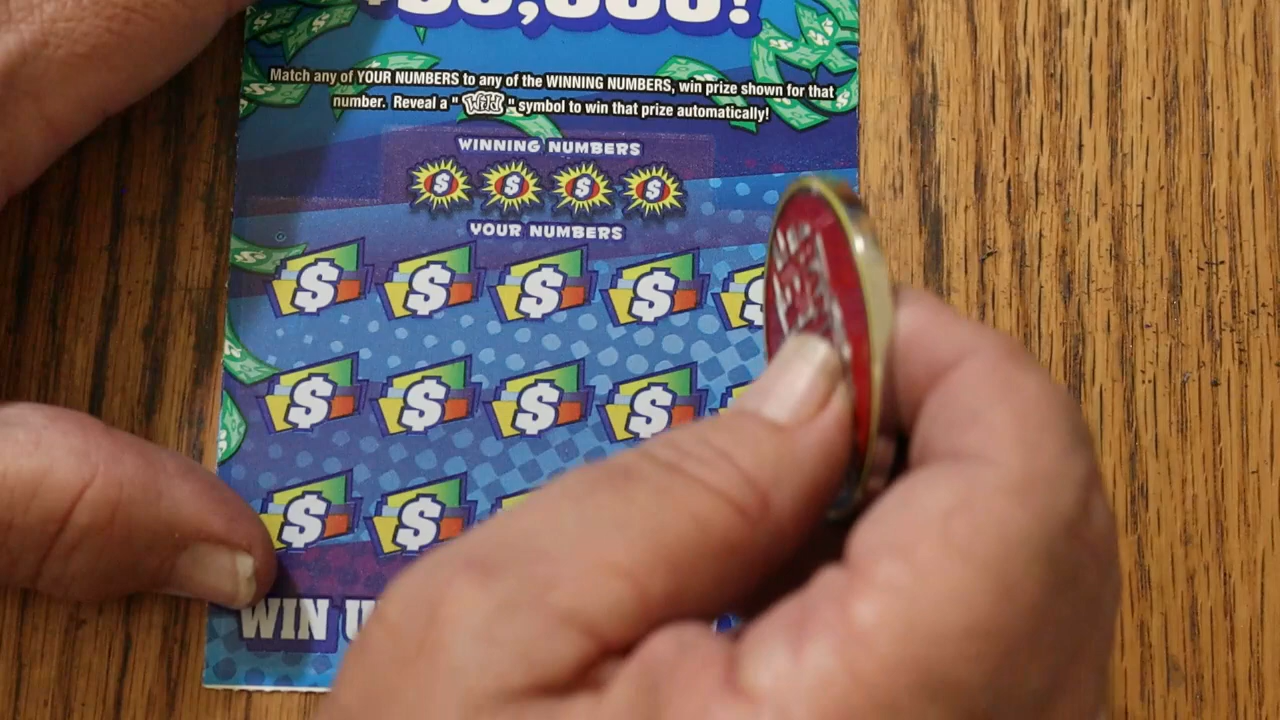 Match any of YOUR NUMBERS to any of the WINNING NUMBERS, win prize shown for that
number. Reveal a " Wild " symbol to win that prize automatically!
WINNING NUMBERS
$ $ $ $
YOUR NUMBERS
$ $ $ $ $
$ $ $ $
$ $
WIN